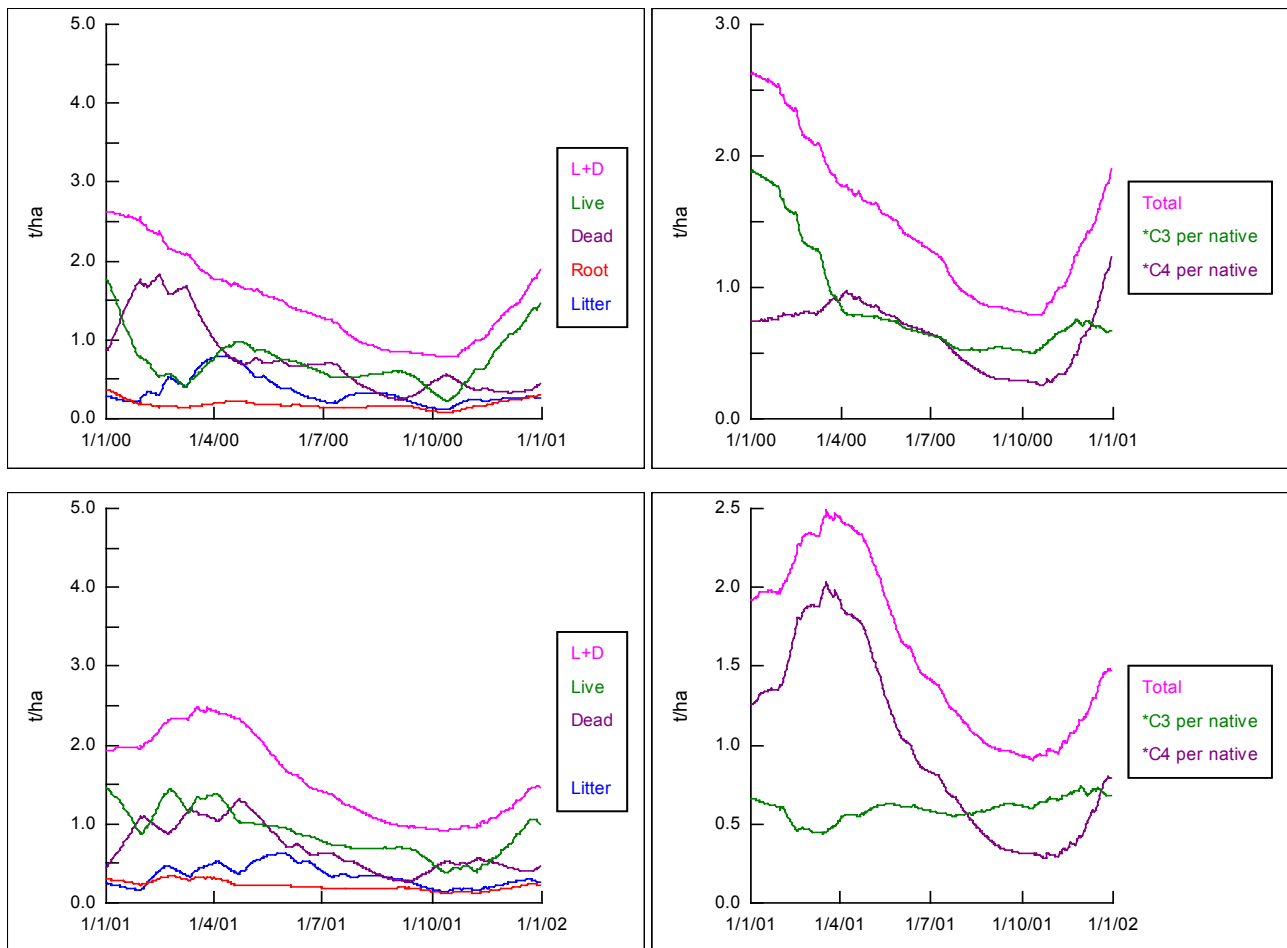 5.0
4.0
3.0
2.0
1.0
0.0
t/ha
1/1/00
1/4/00
1/7/00
1/10/00
1/1/01
L+D
Live
Dead
Root
Litter
3.0
2.0
1.0
0.0
t/ha
1/1/00
1/4/00
1/7/00
1/10/00
1/1/01
Total
*C3 per native
*C4 per native
5.0
4.0
3.0
2.0
1.0
0.0
t/ha
1/1/01
1/4/01
1/7/01
1/10/01
1/1/02
L+D
Live
Dead
Litter
2.5
2.0
1.5
1.0
0.5
0.0
t/ha
1/1/01
1/4/01
1/7/01
1/10/01
1/1/02
Total
*C3 per native
*C4 per native